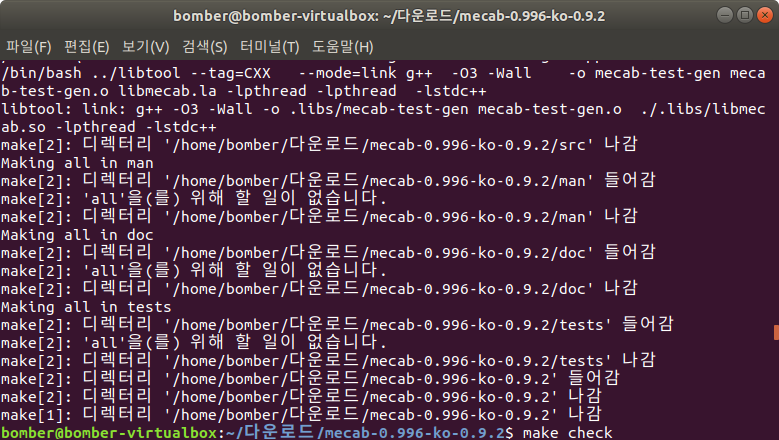 bomber@bomber-virtualbox: ~/다운로드/mecab-0.996-ko-0.9.2
파일(F) 편집(E) 보기(V) 검색(S) 터미널(T) 도움말(H)
/bin/bash ../libtool --tag=CXX   --mode=link g++  -O3 -Wall    -o mecab-test-gen meca
b-test-gen.o libmecab.la -lpthread -lpthread  -lstdc++
libtool: link: g++ -O3 -Wall -o .libs/mecab-test-gen mecab-test-gen.o  ./.libs/libmec
ab.so -lpthread -lstdc++
make[2]: 디렉터리 '/home/bomber/다운로드/mecab-0.996-ko-0.9.2/src' 나감
Making all in man
make[2]: 디렉터리 '/home/bomber/다운로드/mecab-0.996-ko-0.9.2/man' 들어감
make[2]: 'all'을(를) 위해 할 일이 없습니다.
make[2]: 디렉터리 '/home/bomber/다운로드/mecab-0.996-ko-0.9.2/man' 나감
Making all in doc
make[2]: 디렉터리 '/home/bomber/다운로드/mecab-0.996-ko-0.9.2/doc' 들어감
make[2]: 'all'을(를) 위해 할 일이 없습니다.
make[2]: 디렉터리 '/home/bomber/다운로드/mecab-0.996-ko-0.9.2/doc' 나감
Making all in tests
make[2]: 디렉터리 '/home/bomber/다운로드/mecab-0.996-ko-0.9.2/tests' 들어감
make[2]: 'all'을(를) 위해 할 일이 없습니다.
make[2]: 디렉터리 '/home/bomber/다운로드/mecab-0.996-ko-0.9.2/tests' 나감
make[2]: 디렉터리 '/home/bomber/다운로드/mecab-0.996-ko-0.9.2' 들어감
make[2]: 디렉터리 '/home/bomber/다운로드/mecab-0.996-ko-0.9.2' 나감
make[1]: 디렉터리 '/home/bomber/다운로드/mecab-0.996-ko-0.9.2' 나감
bomber@bomber-virtualbox:~/다운로드/mecab-0.996-ko-0.9.2$ make check